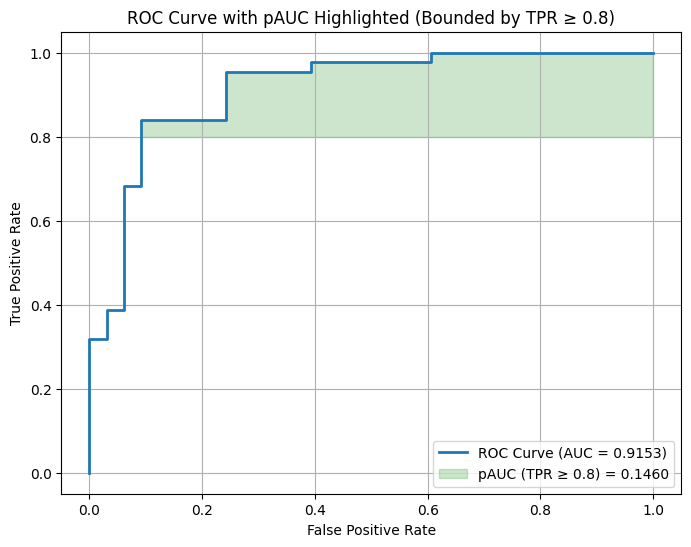 ROC Curve with pAUC Highlighted (Bounded by TPR ≥ 0.8)
True Positive Rate
1.0
0.8
0.6
0.4
0.2
0.0
ROC Curve (AUC = 0.9153)
pAUC (TPR ≥ 0.8) = 0.1460
0.0 0.2 0.4 0.6 0.8 1.0
False Positive Rate